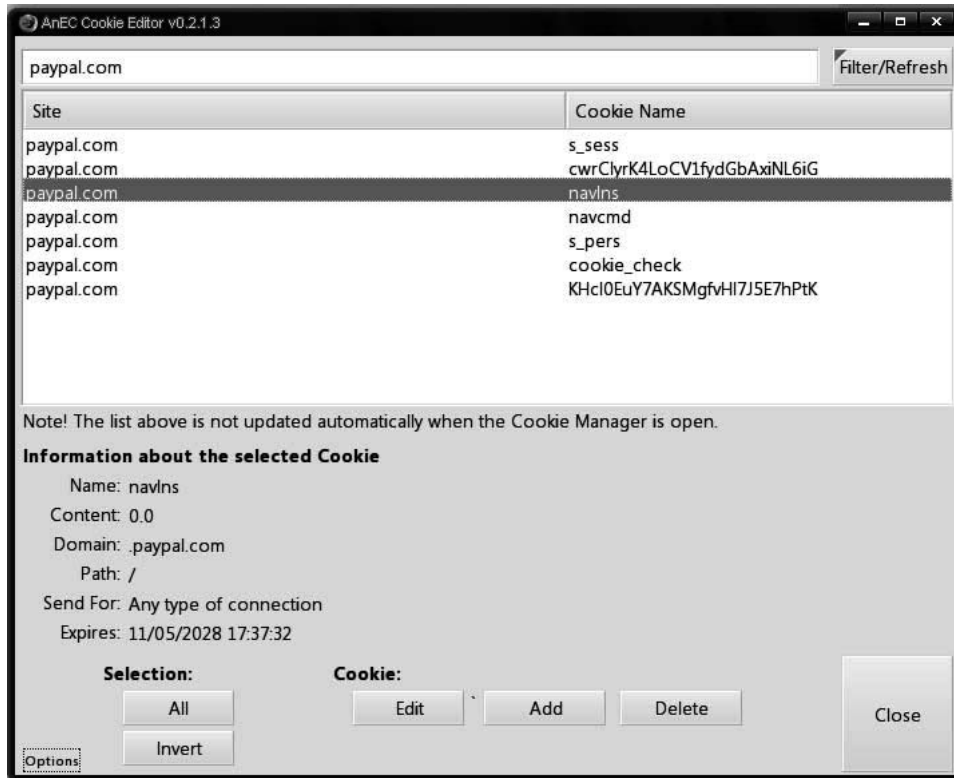 AnEC Cookie Editor v0.2.1.3
paypal.com Filter/Refresh
Site Cookie Name
paypal.com s_sess
paypal.com cwrClyrK4LoCV1fydGbAxiNL6iG
paypal.com navlns
paypal.com navcmd
paypal.com s_pers
paypal.com cookie_check
paypal.com KHcl0EuY7AKSMgfvHl7J5E7hPtK
Note! The list above is not updated automatically when the Cookie Manager is open.
Information about the selected Cookie
Name: navlns
Content: 0.0
Domain: .paypal.com
Path: /
Send For: Any type of connection
Expires: 11/05/2028 17:37:32
Selection: Cookie:
All Edit Add Delete Close
Invert
Options